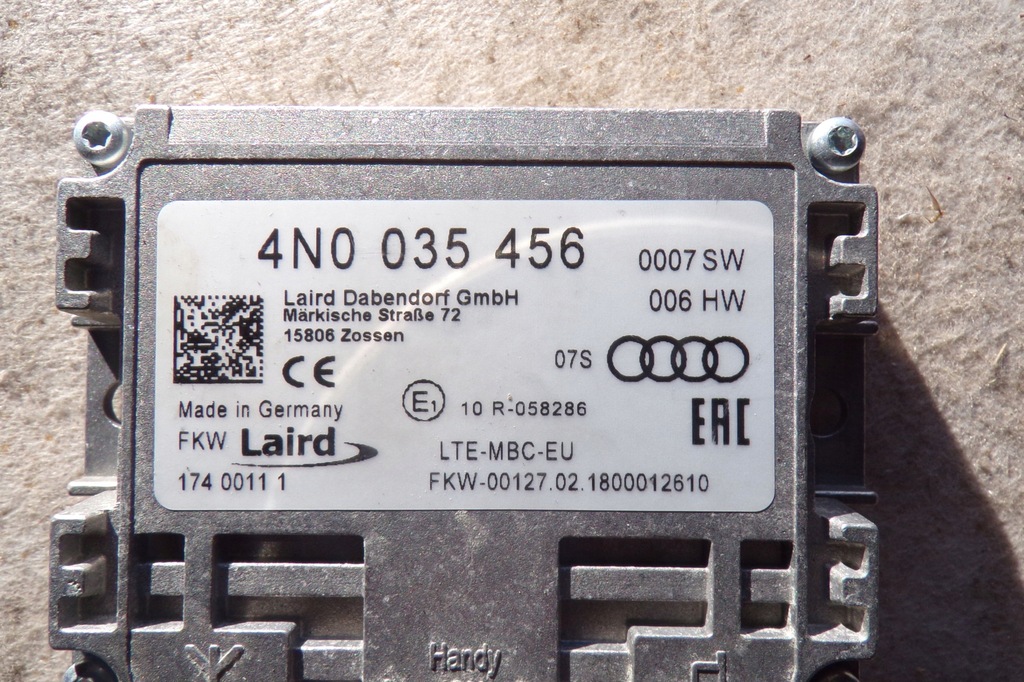 4N0 035 456
0007 SW
006 HW
Laird Dabendorf GmbH
Märkische Straße 72
15806 Zossen
CE
07S
Made in Germany
E1
10 R-058286
EAC
FKW Laird
LTE-MBC-EU
174 0011 1
FKW-00127.02.1800012610
Handy